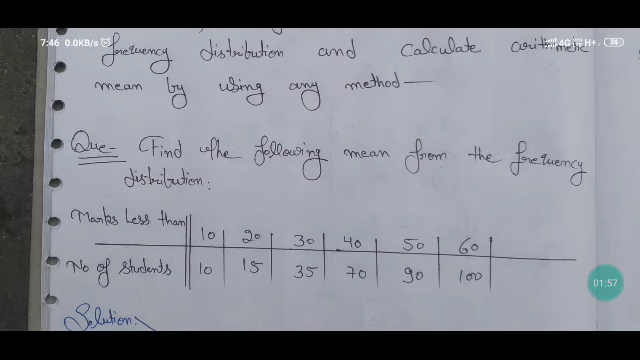 7:46 0.0KB/s 4G H+ 74
frequency distribution and calculate arithmetic
mean by using any method—
Que- Find the following mean from the frequency
distribution:
Marks Less than 10 20 30 40 50 60
No of students 10 15 35 70 90 100
01:57
Solution: